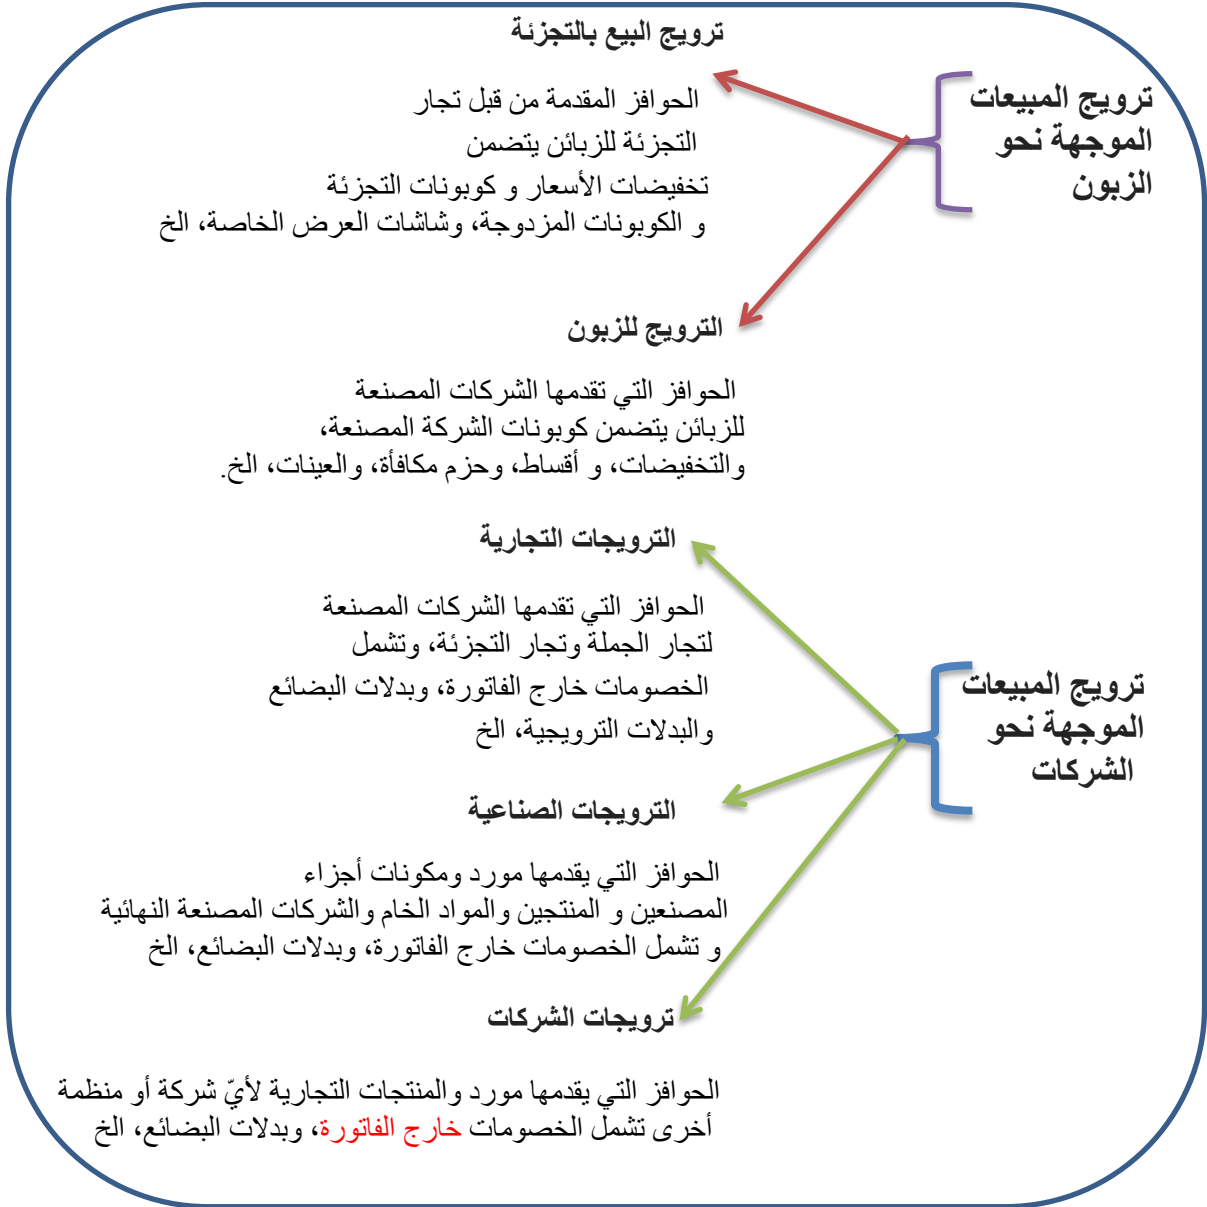 ترويج المبيعات
الموجهة نحو
الزبون
ترويج البيع بالتجزئة
الحوافز المقدمة من قبل تجار
التجزئة للزبائن يتضمن
تخفيضات الأسعار و كوبونات التجزئة
و الكوبونات المزدوجة، وشاشات العرض الخاصة، الخ
الترويج للزبون
الحوافز التي تقدمها الشركات المصنعة
للزبائن يتضمن كوبونات الشركة المصنعة،
والتخفيضات، و أقساط، وحزم مكافأة، والعينات، الخ.
ترويج المبيعات
الموجهة نحو
الشركات
الترويجات التجارية
الحوافز التي تقدمها الشركات المصنعة
لتجار الجملة وتجار التجزئة، وتشمل
الخصومات خارج الفاتورة، وبدلات البضائع
والبدلات الترويجية، الخ
الترويجات الصناعية
الحوافز التي يقدمها مورد ومكونات أجزاء
المصنعين و المنتجين والمواد الخام والشركات المصنعة النهائية
و تشمل الخصومات خارج الفاتورة، وبدلات البضائع، الخ
ترويجات الشركات
الحوافز التي يقدمها مورد والمنتجات التجارية لأيّ شركة أو منظمة
أخرى تشمل الخصومات خارج الفاتورة، وبدلات البضائع، الخ